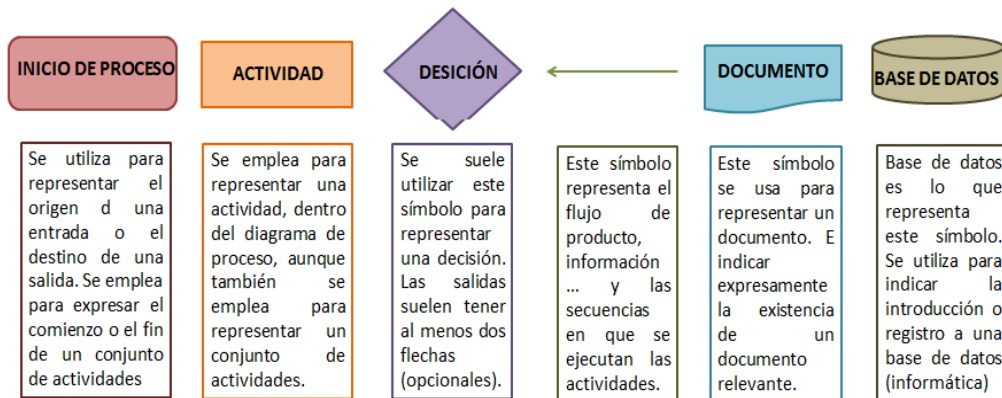 INICIO DE PROCESO
ACTIVIDAD
DESICIÓN
DOCUMENTO
BASE DE DATOS
Se utiliza para
representar el
origen d una
entrada o el
destino de una
salida. Se emplea
para expresar el
comienzo o el fin
de un conjunto
de actividades
Se emplea para
representar una
actividad, dentro
del diagrama de
proceso, aunque
también se
emplea para
representar un
conjunto de
actividades.
Se suele
utilizar este
símbolo para
representar
una decisión.
Las salidas
suelen tener
al menos dos
flechas
(opcionales).
Este símbolo
representa el
flujo de
producto,
información
... y las
secuencias
en que se
ejecutan las
actividades.
Este símbolo
se usa para
representar un
documento. E
indicar
expresamente
la existencia
de un
documento
relevante.
Base de datos
es lo que
representa
este símbolo.
Se utiliza para
indicar la
introducción o
registro a una
base de datos
(informática)